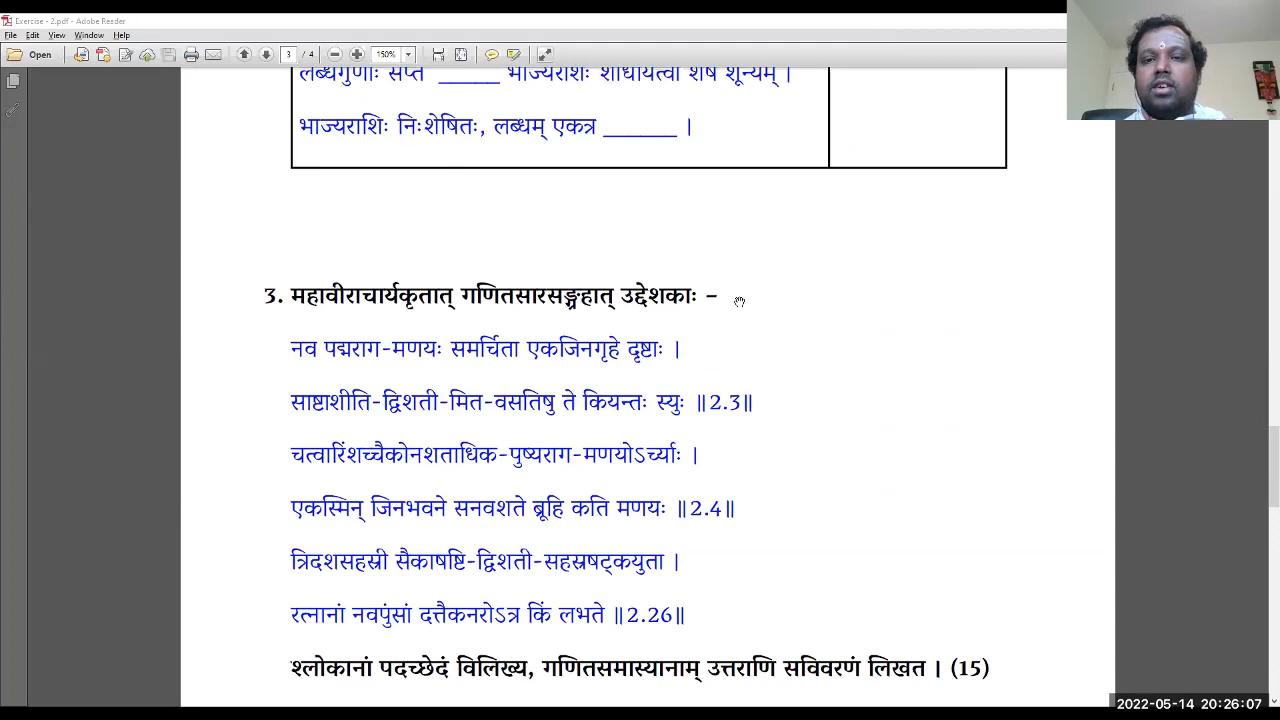 Exercise - 2.pdf - Adobe Reader
File Edit View Window Help
Open 3 / 4 150%
लब्धगुणाः सप्त _____ भाज्यराशिः शोधयित्वा शेषं शून्यम् ।
भाज्यराशिः निःशेषितः, लब्धम् एकत्र ______ ।
3. महावीराचार्यकृतात् गणितसारसङ्ग्रहात् उद्देशकाः –
नव पद्मराग-मणयः समर्चिता एकजिनगृहे दृष्टाः ।
साष्टाशीति-द्विशती-मित-वसतिषु ते कियन्तः स्युः ॥2.3॥
चत्वारिंशच्चैकोनशताधिक-पुष्यराग-मणयोऽर्च्याः ।
एकस्मिन् जिनभवने सनवशते ब्रूहि कति मणयः ॥2.4॥
त्रिदशसहस्री सैकाषष्टि-द्विशती-सहस्रषट्कयुता ।
रत्नानां नवपुंसां दत्तैकनरोऽत्र किं लभते ॥2.26॥
श्लोकानां पदच्छेदं विलिख्य, गणितसमास्यानाम् उत्तराणि सविवरणं लिखत । (15)
2022-05-14 20:26:07